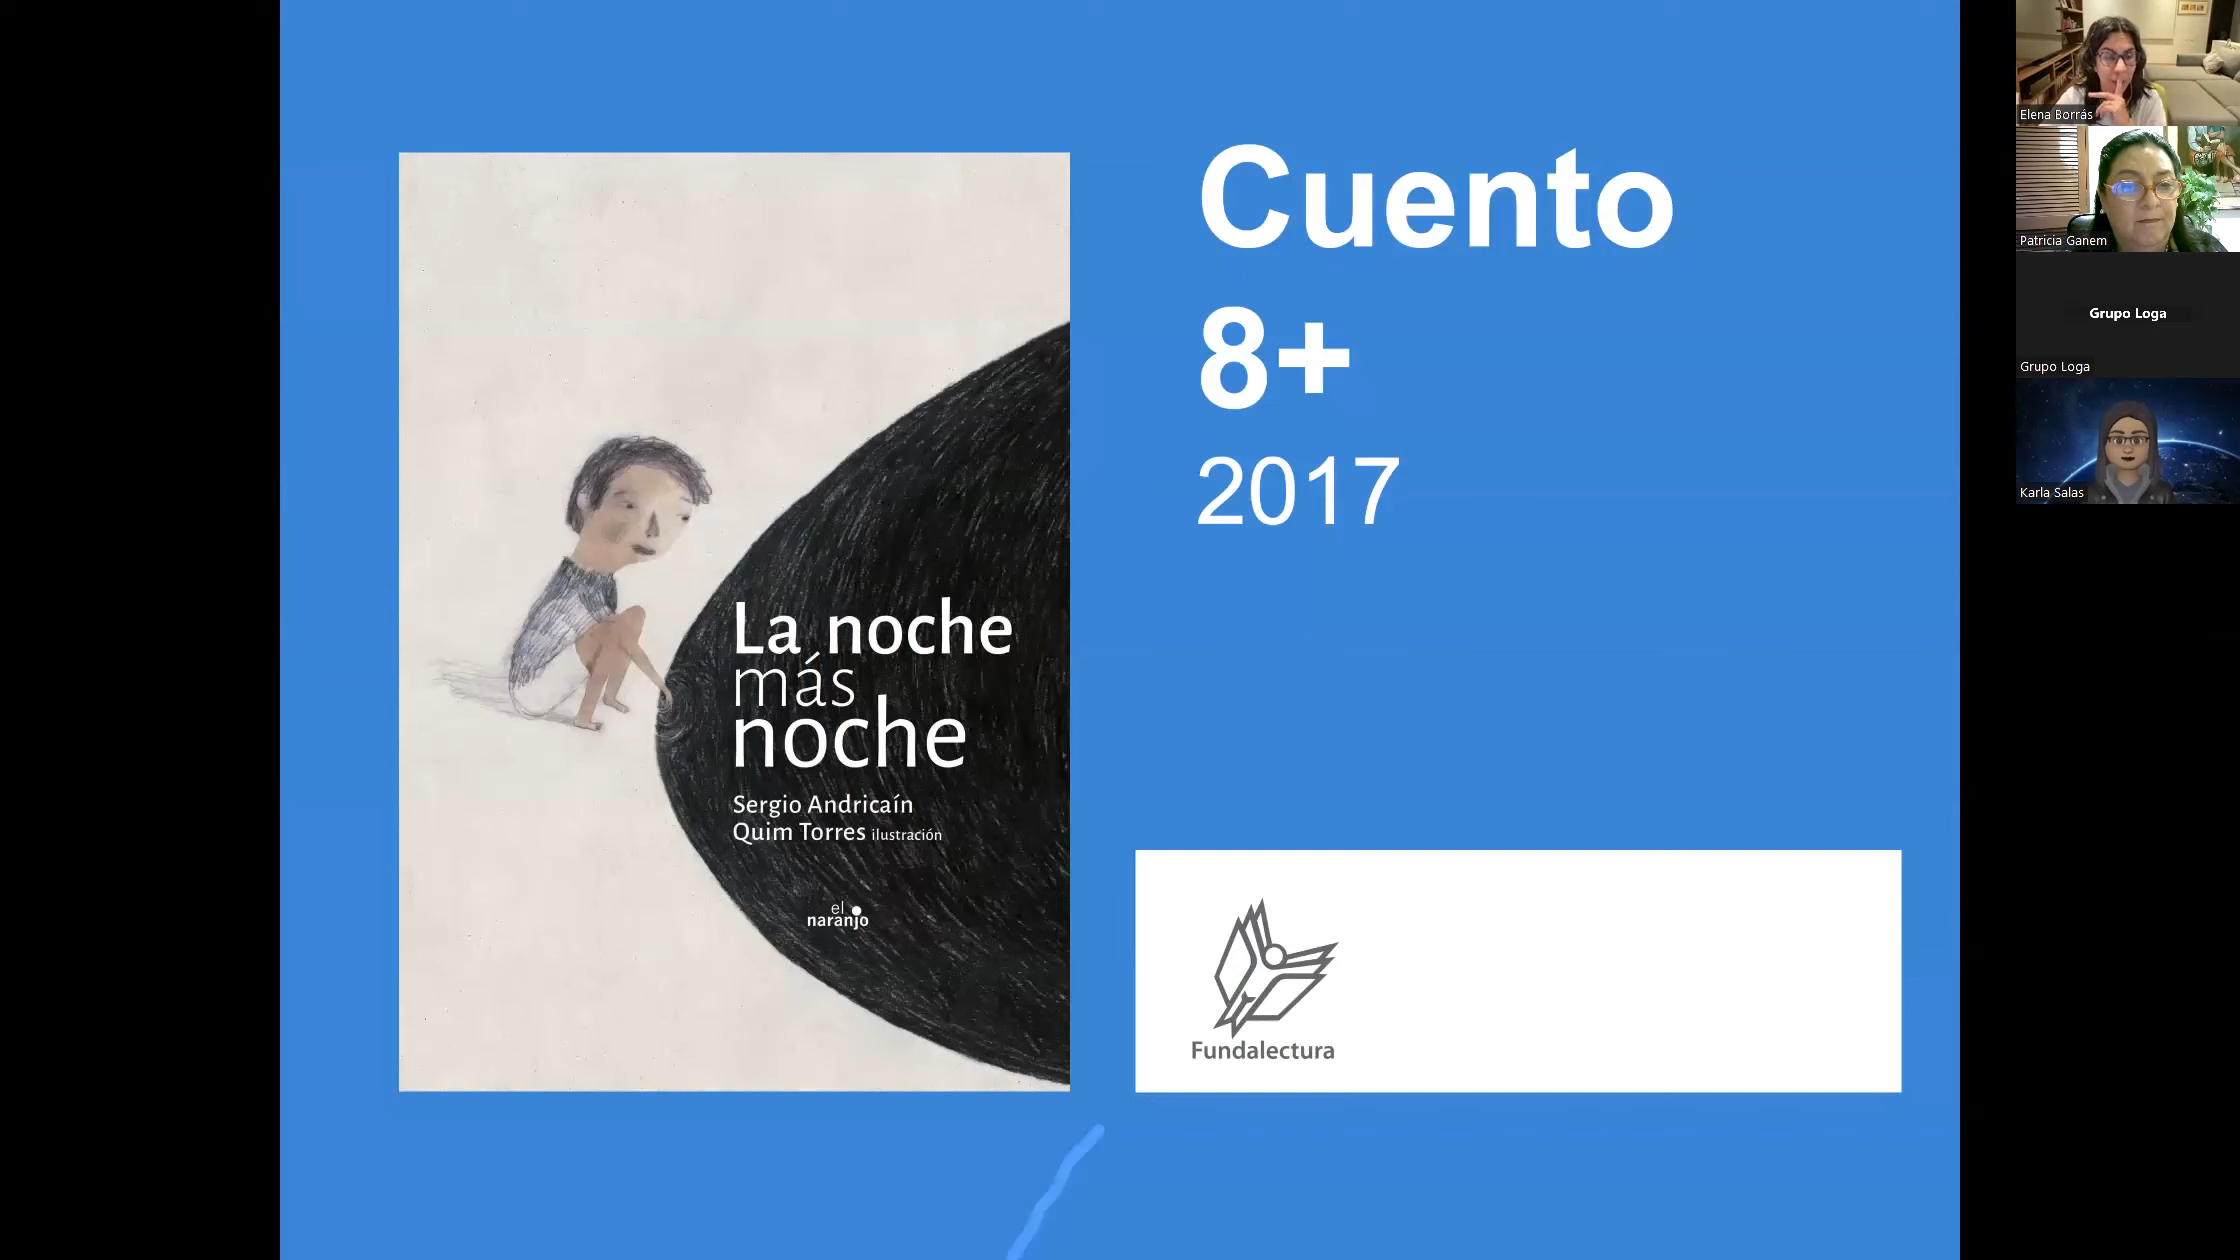 Cuento
8+
2017
La noche
más
noche
Sergio Andricaín
Quim Torres ilustración
el
naranjo
Fundalectura
Elena Borrás
Patricia Ganem
Grupo Loga
Grupo Loga
Karla Salas